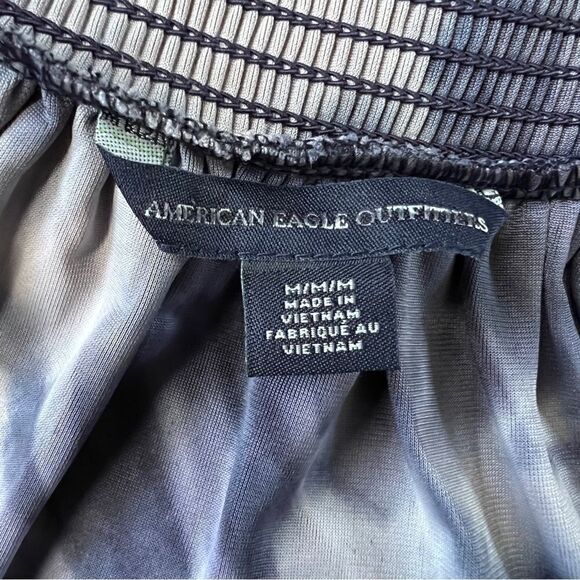 AMERICAN EAGLE OUTFITTERS
M/M/M
MADE IN
VIETNAM
FABRIQUÉ AU
VIETNAM